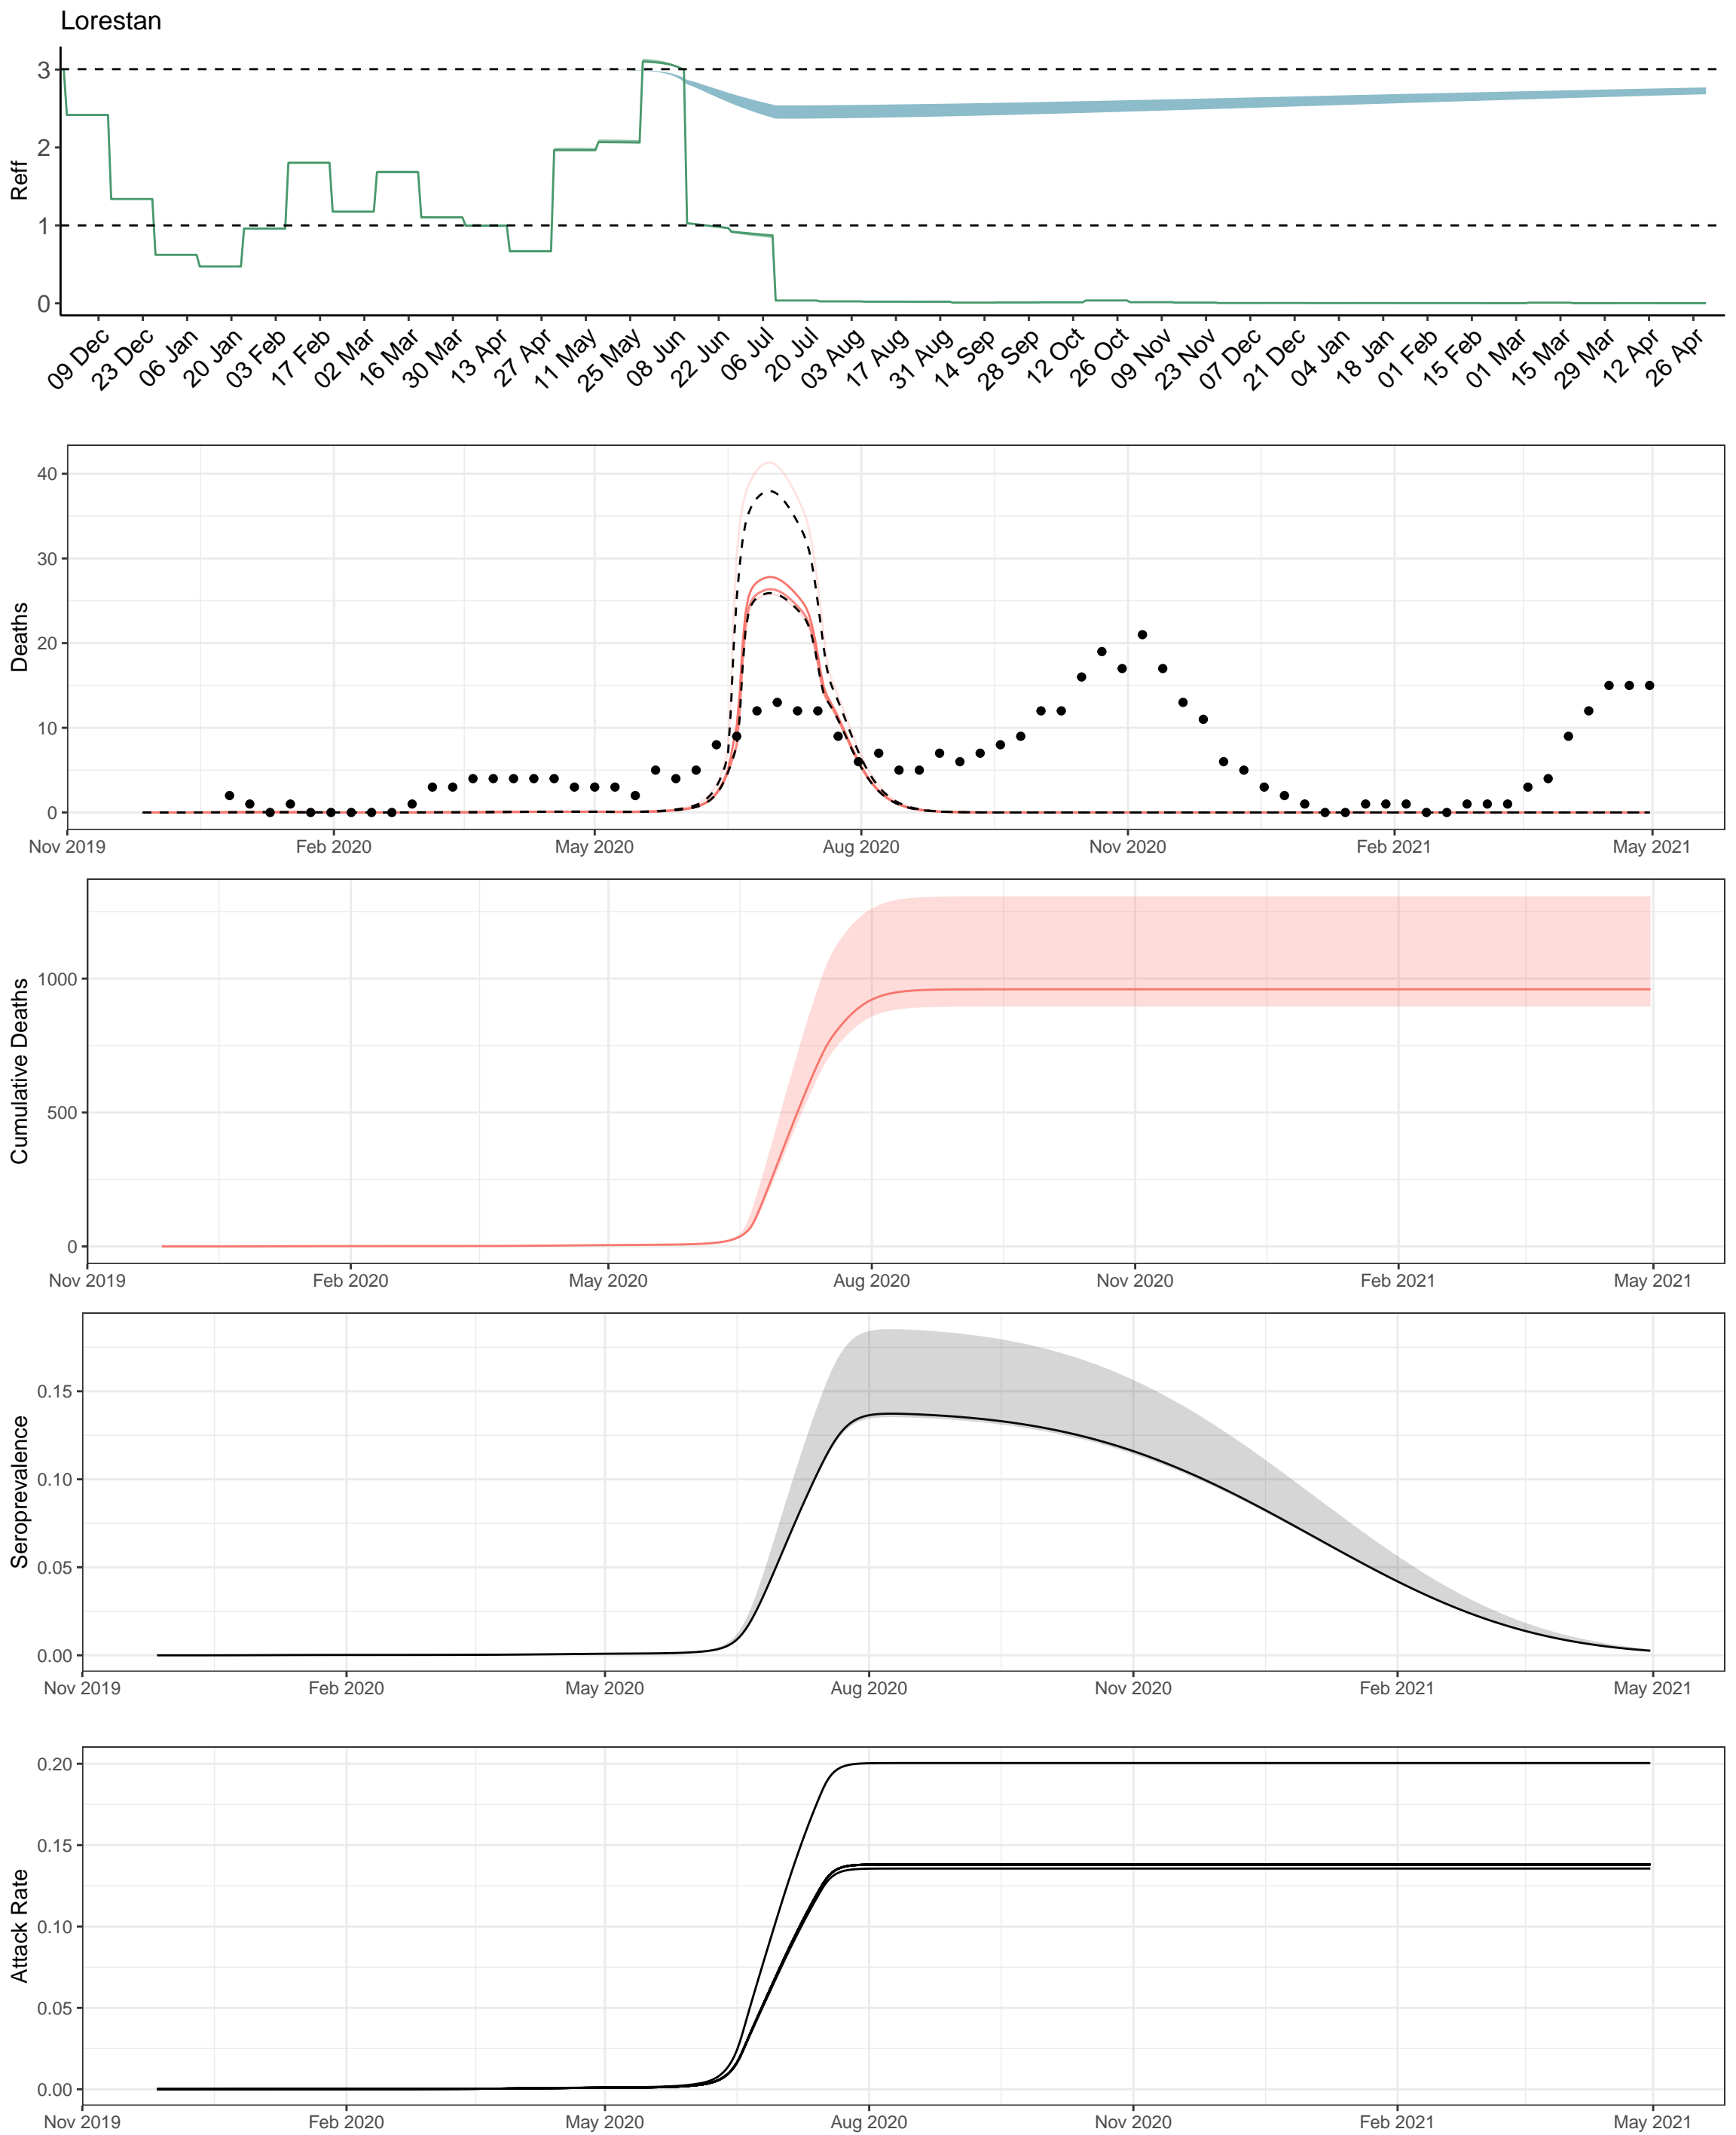 Lorestan
Reff
3
2
1
0
09 Dec 23 Dec 06 Jan 20 Jan 03 Feb 17 Feb 02 Mar 16 Mar 30 Mar 13 Apr 27 Apr 11 May 25 May 08 Jun 22 Jun 06 Jul 20 Jul 03 Aug 17 Aug 31 Aug 14 Sep 28 Sep 12 Oct 26 Oct 09 Nov 23 Nov 07 Dec 21 Dec 04 Jan 18 Jan 01 Feb 15 Feb 01 Mar 15 Mar 29 Mar 12 Apr 26 Apr
Deaths
40
30
20
10
0
Nov 2019 Feb 2020 May 2020 Aug 2020 Nov 2020 Feb 2021 May 2021
Cumulative Deaths
1000
500
0
Nov 2019 Feb 2020 May 2020 Aug 2020 Nov 2020 Feb 2021 May 2021
Seroprevalence
0.15
0.10
0.05
0.00
Nov 2019 Feb 2020 May 2020 Aug 2020 Nov 2020 Feb 2021 May 2021
Attack Rate
0.20
0.15
0.10
0.05
0.00
Nov 2019 Feb 2020 May 2020 Aug 2020 Nov 2020 Feb 2021 May 2021